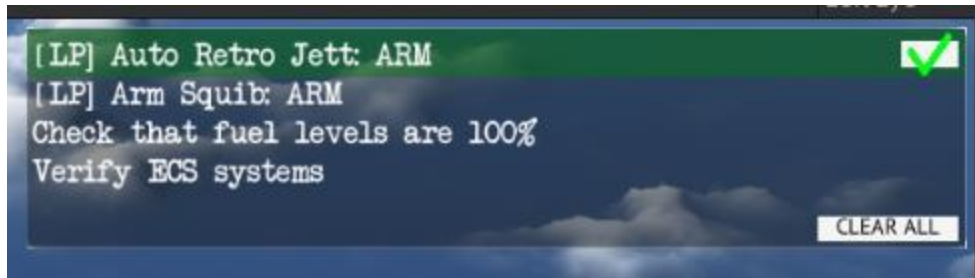 [LP] Auto Retro Jett: ARM
[LP] Arm Squib: ARM
Check that fuel levels are 100%
Verify ECS systems
CLEAR ALL